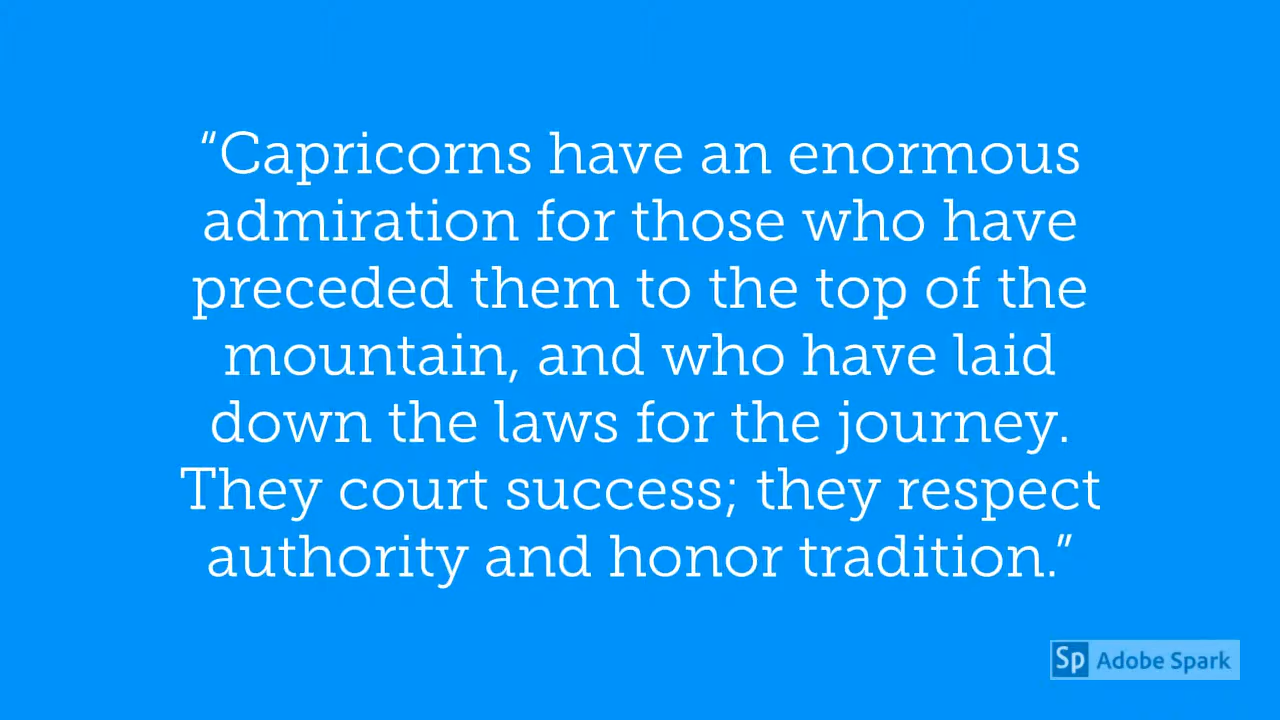 “Capricorns have an enormous
admiration for those who have
preceded them to the top of the
mountain, and who have laid
down the laws for the journey.
They court success; they respect
authority and honor tradition.”
Sp Adobe Spark